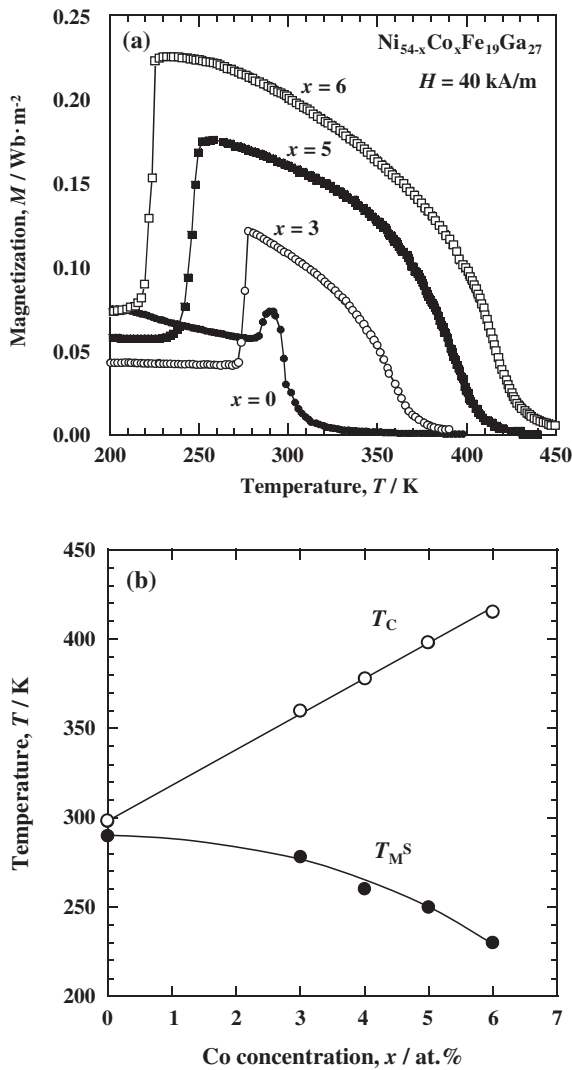 (a)
Ni54-xCoxFe19Ga27
H = 40 kA/m
x = 6
x = 5
x = 3
x = 0
0.25
0.20
0.15
0.10
0.05
0.00
Magnetization, M / Wb·m-2
200 250 300 350 400 450
Temperature, T / K
(b)
TC
TMS
450
400
350
300
250
200
Temperature, T / K
0 1 2 3 4 5 6 7
Co concentration, x / at.%